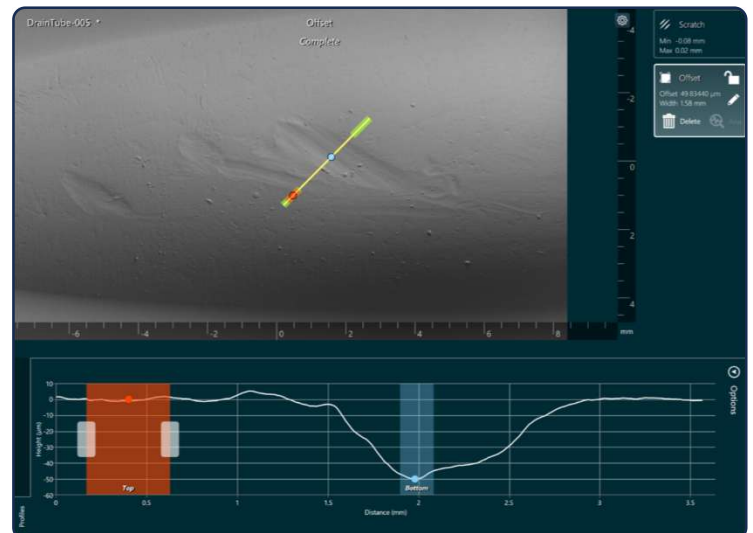 DrainTube-005 *
Offset
Complete
-4
-2
0
2
4
mm
-6
-4
-2
0
2
4
6
8
Scratch
Min -0.08 mm
Max 0.02 mm
Offset
Offset 49.83440 µm
Width 1.58 mm
Delete
Options
Profiles
Height (µm)
10
0
-10
-20
-30
-40
-50
-60
Top
Bottom
0
0.5
1
1.5
2
2.5
3
3.5
Distance (mm)